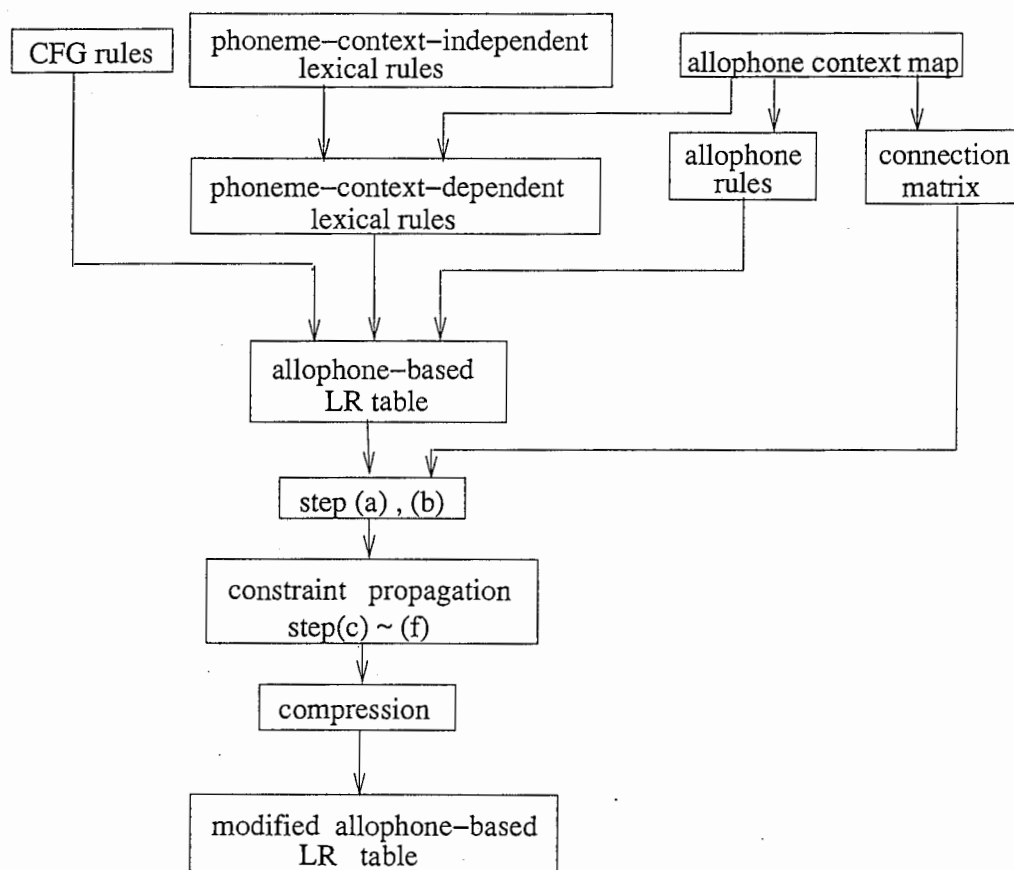 CFG rules
phoneme–context–independent
lexical rules
allophone context map
phoneme–context–dependent
lexical rules
allophone
rules
connection
matrix
allophone–based
LR table
step (a) , (b)
constraint propagation
step(c) ~ (f)
compression
modified allophone–based
LR table